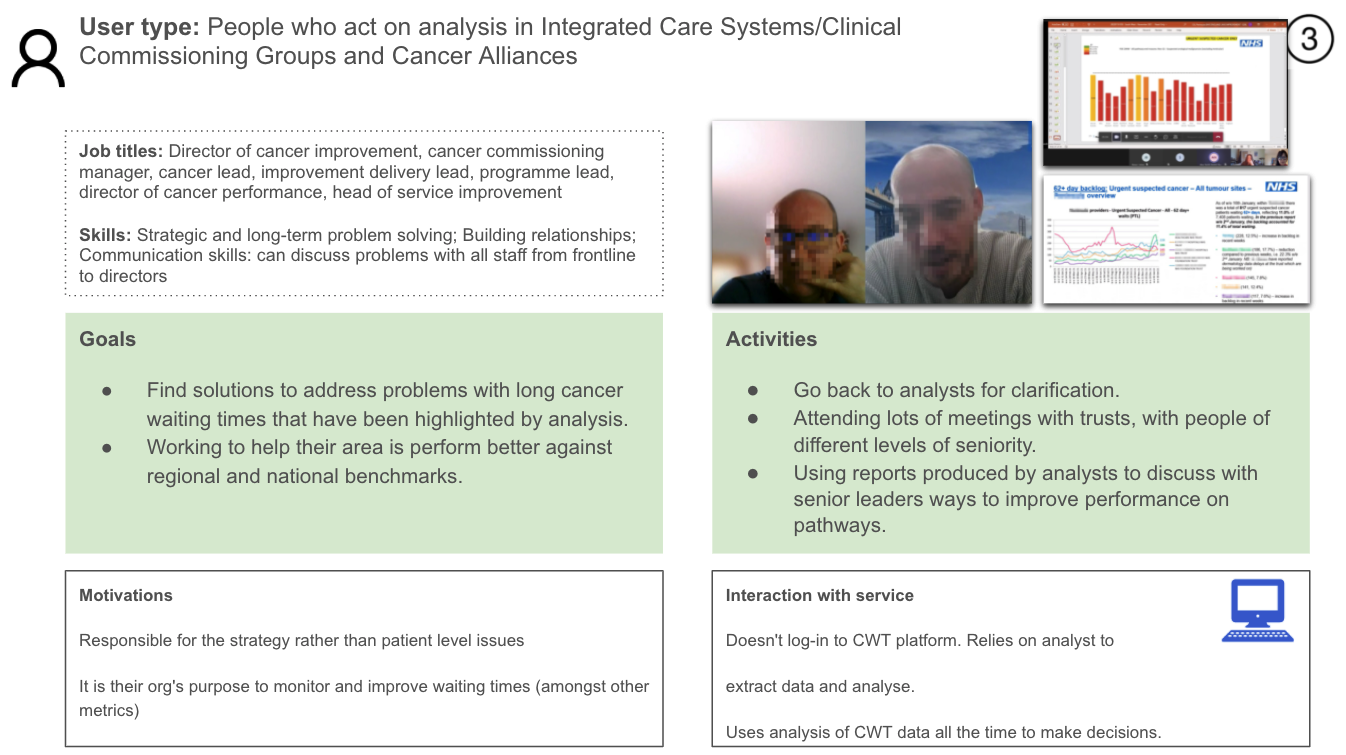 User type: People who act on analysis in Integrated Care Systems/Clinical
Commissioning Groups and Cancer Alliances
3
Job titles: Director of cancer improvement, cancer commissioning
manager, cancer lead, improvement delivery lead, programme lead,
director of cancer performance, head of service improvement
Skills: Strategic and long-term problem solving; Building relationships;
Communication skills: can discuss problems with all staff from frontline
to directors
NHS
62+ day backlog: Urgent suspected cancer – All tumour sites –
overview
NHS
providers - Urgent Suspected Cancer - All - 62 day+
waits (PTL)
Goals
● Find solutions to address problems with long cancer
waiting times that have been highlighted by analysis.
● Working to help their area is perform better against
regional and national benchmarks.
Activities
● Go back to analysts for clarification.
● Attending lots of meetings with trusts, with people of
different levels of seniority.
● Using reports produced by analysts to discuss with
senior leaders ways to improve performance on
pathways.
Motivations
Responsible for the strategy rather than patient level issues
It is their org's purpose to monitor and improve waiting times (amongst other
metrics)
Interaction with service
Doesn't log-in to CWT platform. Relies on analyst to
extract data and analyse.
Uses analysis of CWT data all the time to make decisions.